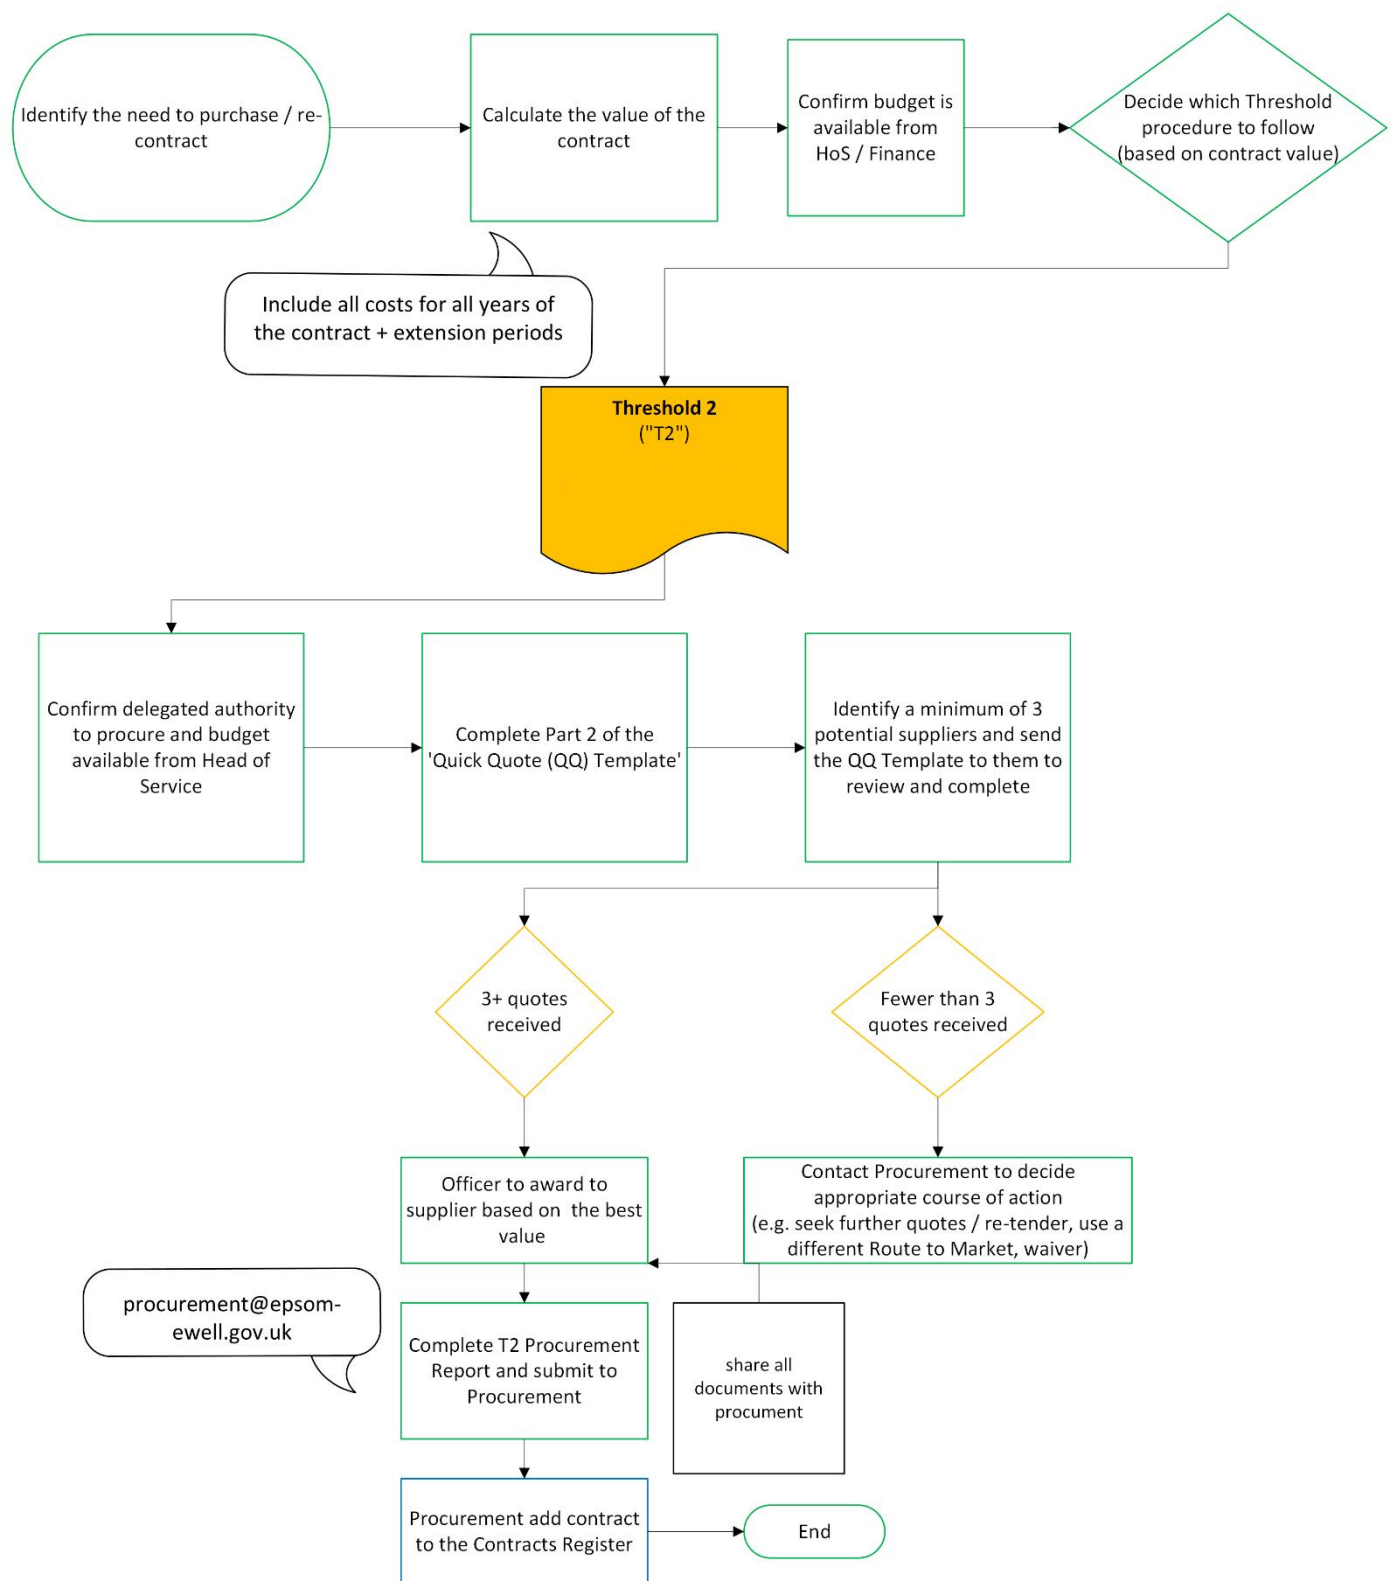 Identify the need to purchase / re-
contract
Calculate the value of the
contract
Confirm budget is
available from
HoS / Finance
Decide which Threshold
procedure to follow
(based on contract value)
Include all costs for all years of
the contract + extension periods
Threshold 2
("T2")
Confirm delegated authority
to procure and budget
available from Head of
Service
Complete Part 2 of the
'Quick Quote (QQ) Template'
Identify a minimum of 3
potential suppliers and send
the QQ Template to them to
review and complete
3+ quotes
received
Fewer than 3
quotes received
Officer to award to
supplier based on the best
value
Contact Procurement to decide
appropriate course of action
(e.g. seek further quotes / re-tender, use a
different Route to Market, waiver)
procurement@epsom-
ewell.gov.uk
Complete T2 Procurement
Report and submit to
Procurement
share all
documents with
procument
Procurement add contract
to the Contracts Register
End